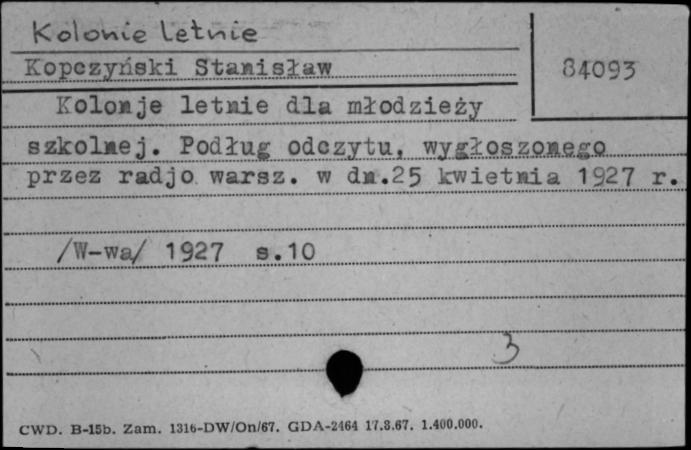 Kolonie letnie
Kopczyński Stanisław
84093
Kolonje letnie dla młodzieży
szkolnej. Podług odczytu, wygłoszonego
przez radjo warsz. w dn.25 kwietnia 1927 r.
/W-wa/ 1927 s.10
3
CWD. B-15b. Zam. 1316-DW/On/67. GDA-2464 17.8.67. 1.400.000.